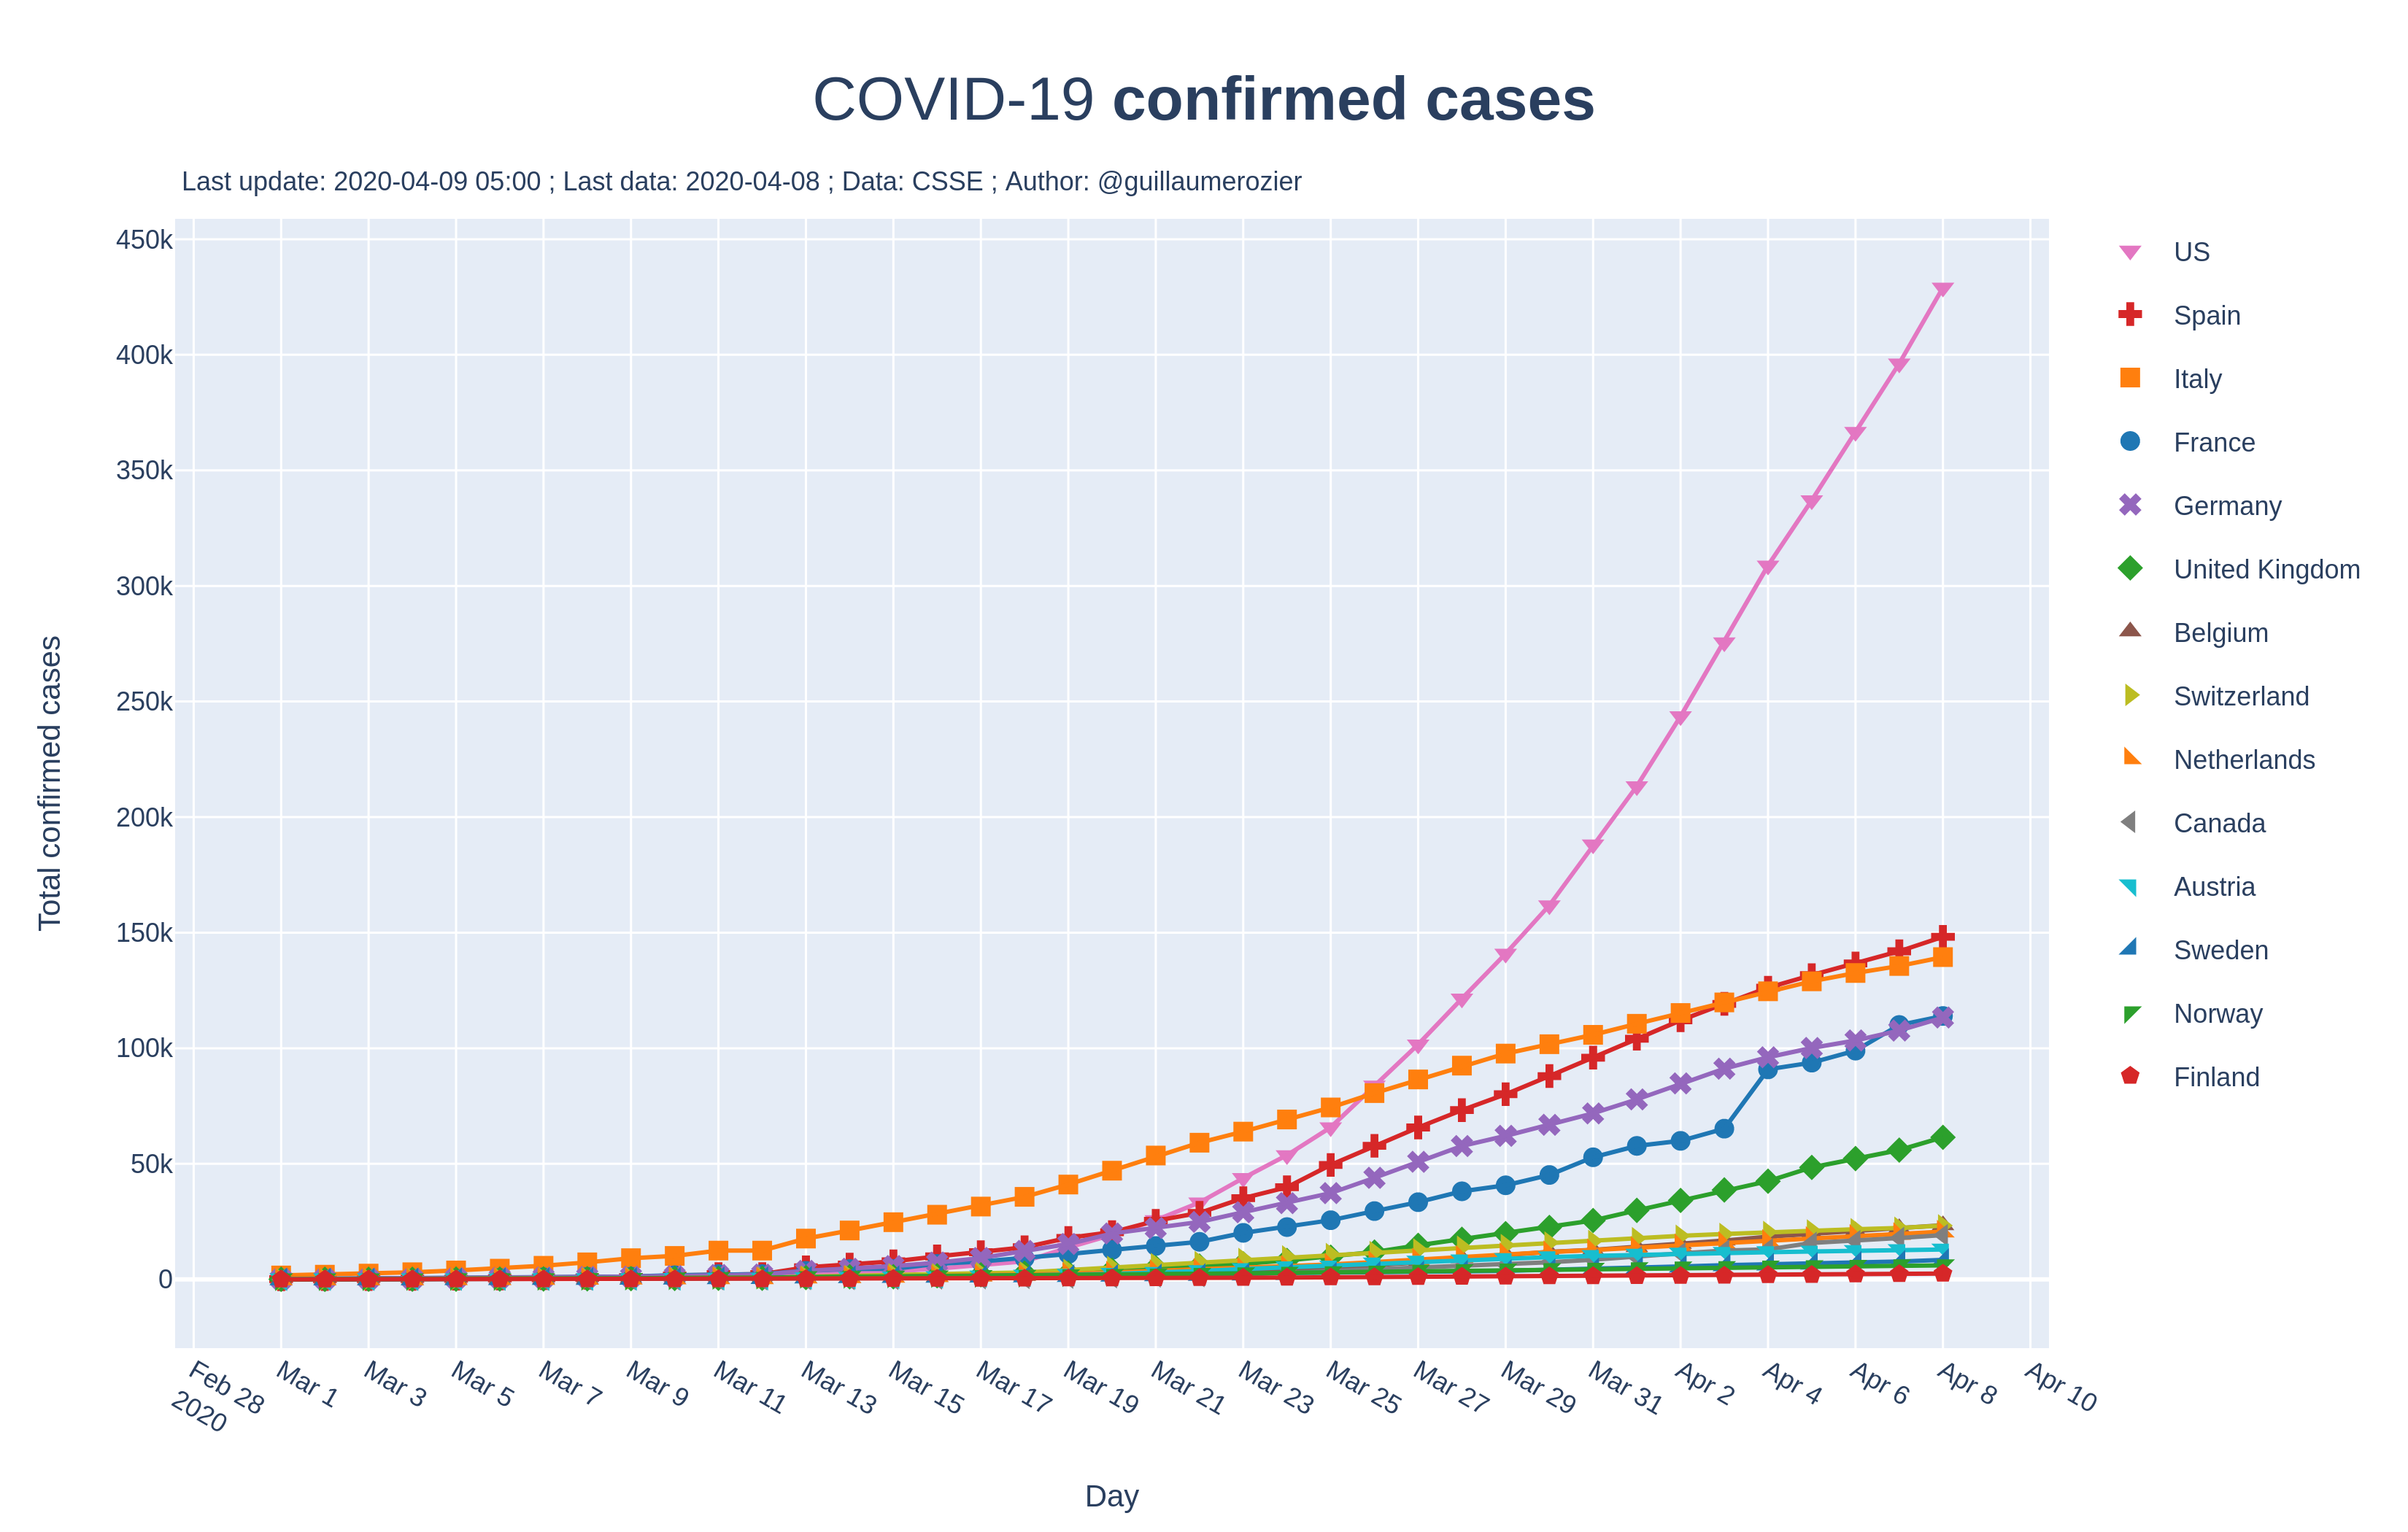 COVID-19 confirmed cases
Last update: 2020-04-09 05:00 ; Last data: 2020-04-08 ; Data: CSSE ; Author: @guillaumerozier
450k
400k
350k
300k
250k
200k
150k
100k
50k
0
Total confirmed cases
Feb 28
2020
Mar 1
Mar 3
Mar 5
Mar 7
Mar 9
Mar 11
Mar 13
Mar 15
Mar 17
Mar 19
Mar 21
Mar 23
Mar 25
Mar 27
Mar 29
Mar 31
Apr 2
Apr 4
Apr 6
Apr 8
Apr 10
Day
US
Spain
Italy
France
Germany
United Kingdom
Belgium
Switzerland
Netherlands
Canada
Austria
Sweden
Norway
Finland